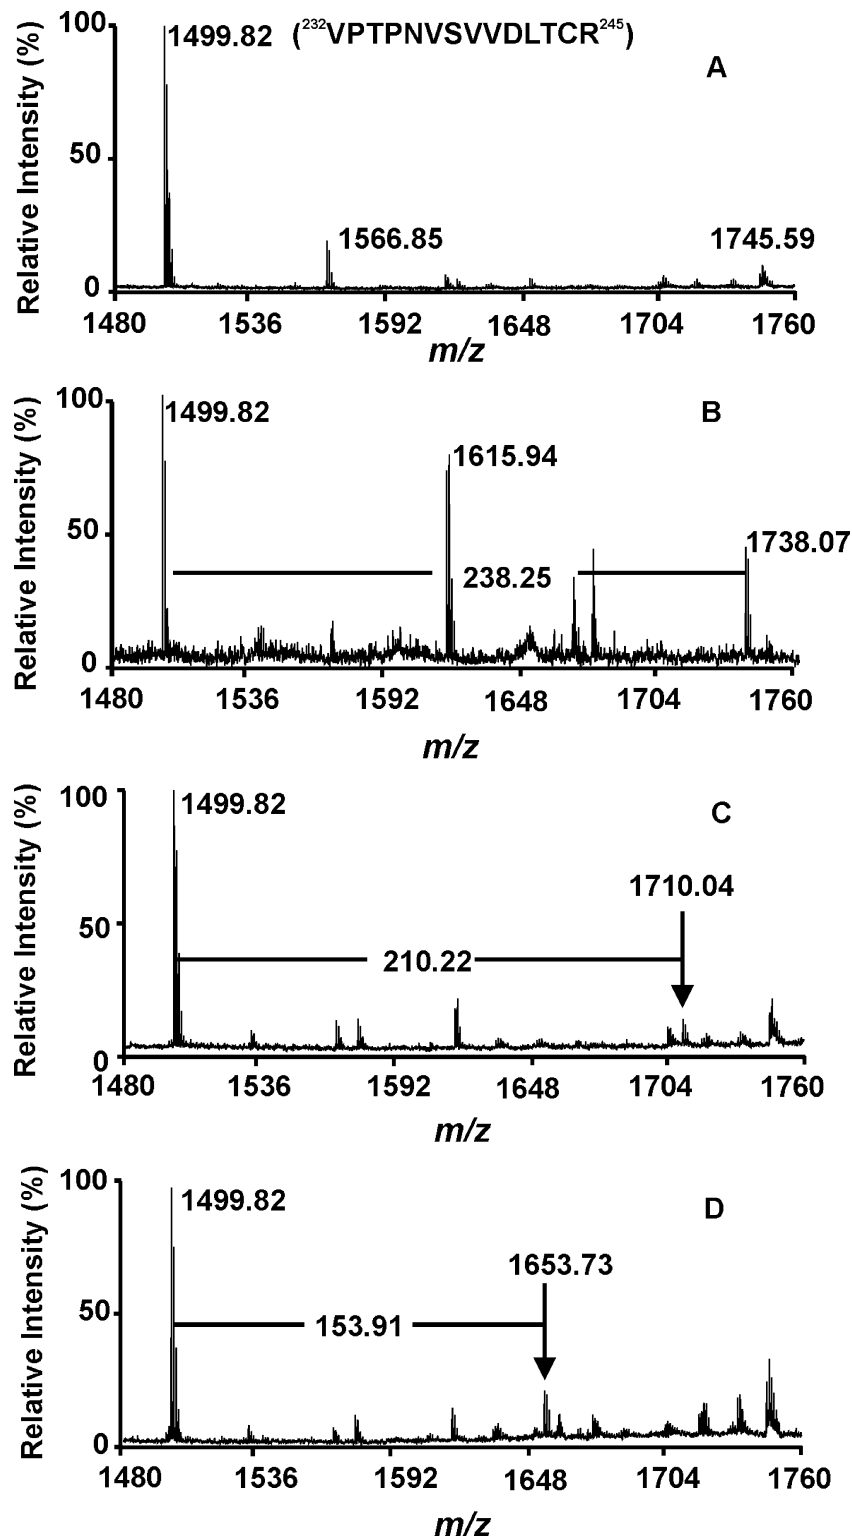 Relative Intensity (%)
100
50
0
1499.82 (²³²VPTPNVSVVDLTCR²⁴⁵)
A
1566.85
1745.59
1480 1536 1592 1648 1704 1760
m/z
Relative Intensity (%)
100
50
0
1499.82
B
1615.94
1738.07
238.25
1480 1536 1592 1648 1704 1760
m/z
Relative Intensity (%)
100
50
0
1499.82
C
1710.04
210.22
1480 1536 1592 1648 1704 1760
m/z
Relative Intensity (%)
100
50
0
1499.82
D
1653.73
153.91
1480 1536 1592 1648 1704 1760
m/z